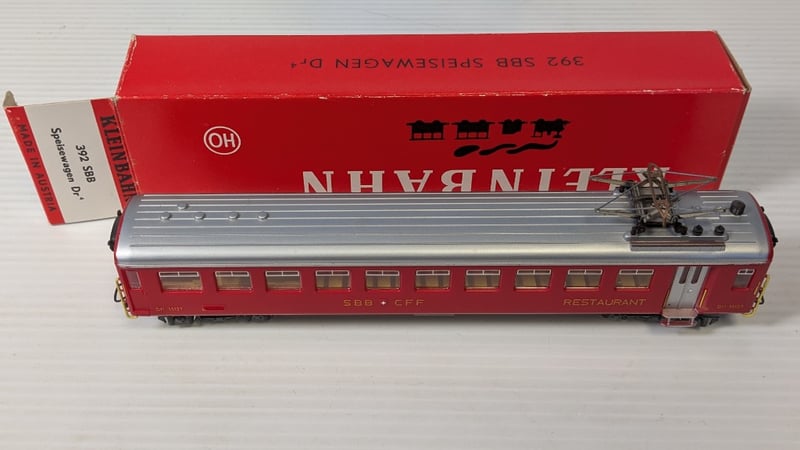 392 SBB SPEISEWAGEN Dr⁴
HO
KLEINBAHN
KLEINBAHN
392 SBB
Speisewagen Dr⁴
MADE IN AUSTRIA
SBB + CFF
RESTAURANT